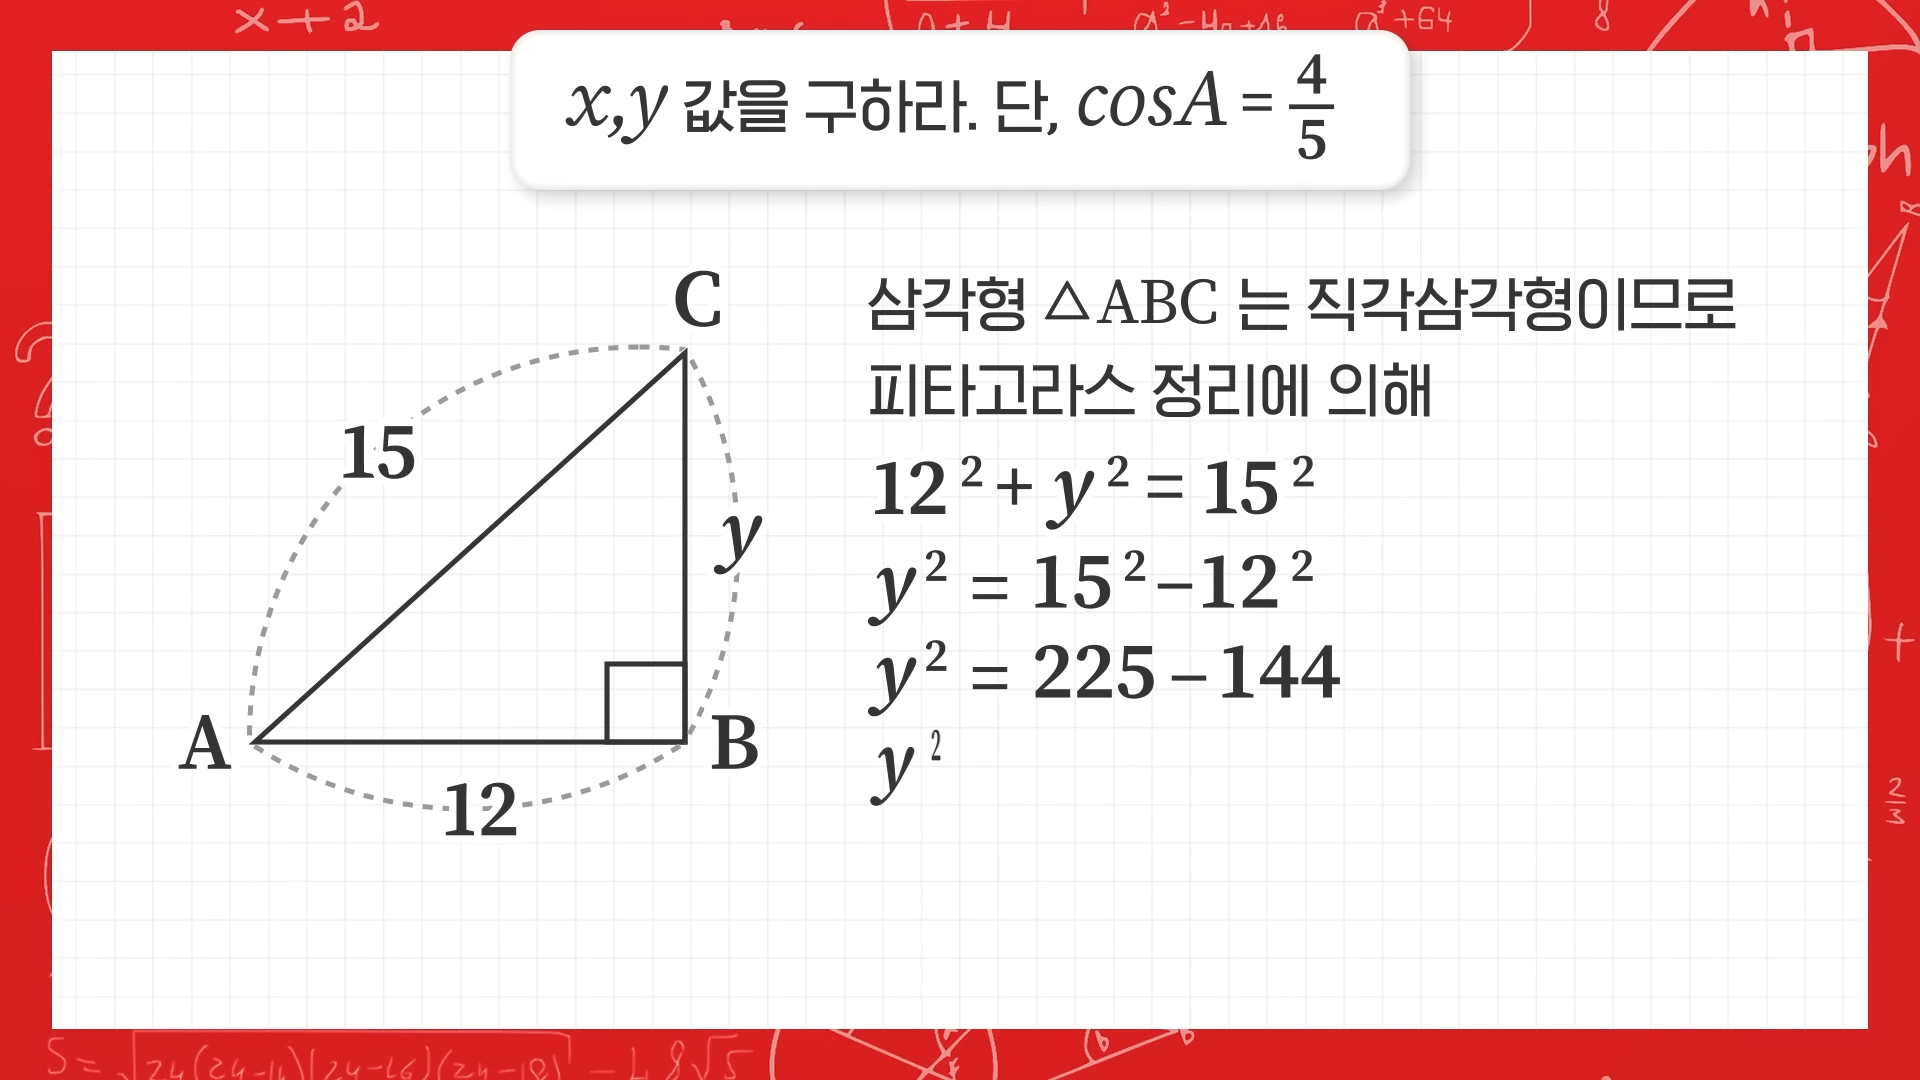 x+2
x,y 값을 구하라. 단, cosA = 4/5
C
15
y
A
B
12
삼각형 △ABC 는 직각삼각형이므로
피타고라스 정리에 의해
12² + y² = 15²
y² = 15² – 12²
y² = 225 – 144
y²